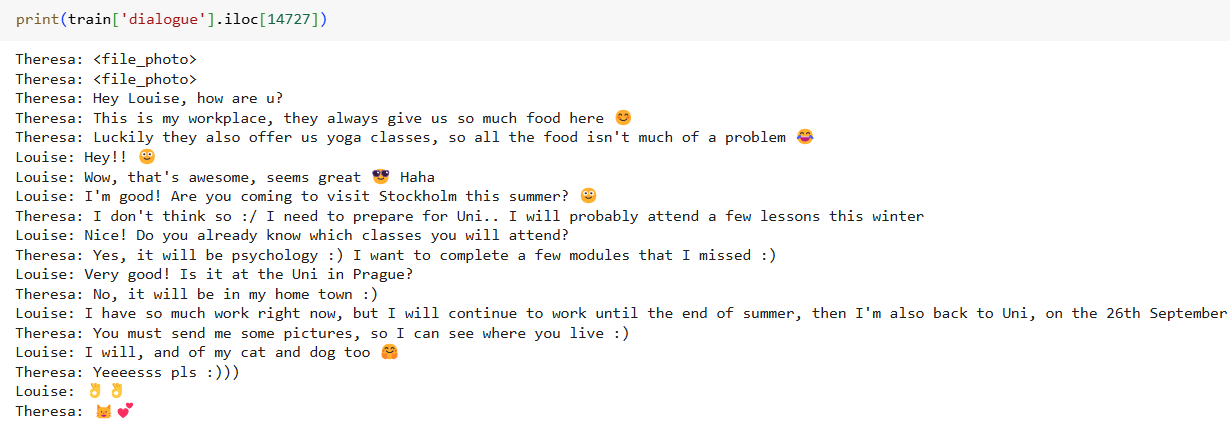 print(train['dialogue'].iloc[14727])
Theresa: <file_photo>
Theresa: <file_photo>
Theresa: Hey Louise, how are u?
Theresa: This is my workplace, they always give us so much food here 😊
Theresa: Luckily they also offer us yoga classes, so all the food isn't much of a problem 😂
Louise: Hey!! 🙂
Louise: Wow, that's awesome, seems great 😎 Haha
Louise: I'm good! Are you coming to visit Stockholm this summer? 🙂
Theresa: I don't think so :/ I need to prepare for Uni.. I will probably attend a few lessons this winter
Louise: Nice! Do you already know which classes you will attend?
Theresa: Yes, it will be psychology :) I want to complete a few modules that I missed :)
Louise: Very good! Is it at the Uni in Prague?
Theresa: No, it will be in my home town :)
Louise: I have so much work right now, but I will continue to work until the end of summer, then I'm also back to Uni, on the 26th September
Theresa: You must send me some pictures, so I can see where you live :)
Louise: I will, and of my cat and dog too 🤗
Theresa: Yeeeesss pls :)))
Louise: 👌👌
Theresa: 🐱💕